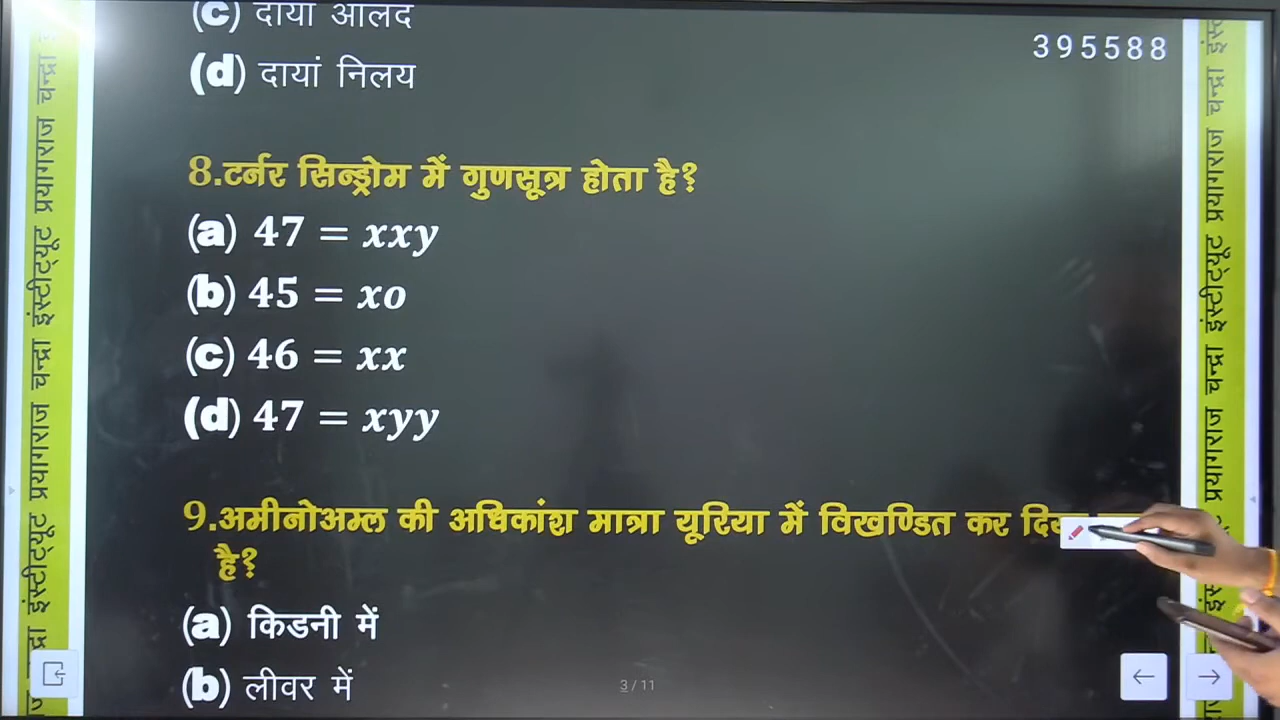 (c) दायां आलंद
395588
(d) दायां निलय
8.टर्नर सिन्ड्रोम में गुणसूत्र होता है?
(a) 47 = xxy
(b) 45 = xo
(c) 46 = xx
(d) 47 = xyy
9.अमीनोअम्ल की अधिकांश मात्रा यूरिया में विखण्डित कर
है?
(a) किडनी में
(b) लीवर में
3 / 11
चन्द्रा इंस्टीट्यूट प्रयागराज चन्द्रा इंस्टीट्यूट प्रयागराज
चन्द्रा इंस्टीट्यूट प्रयागराज चन्द्रा इंस्टीट्यूट प्रयागराज